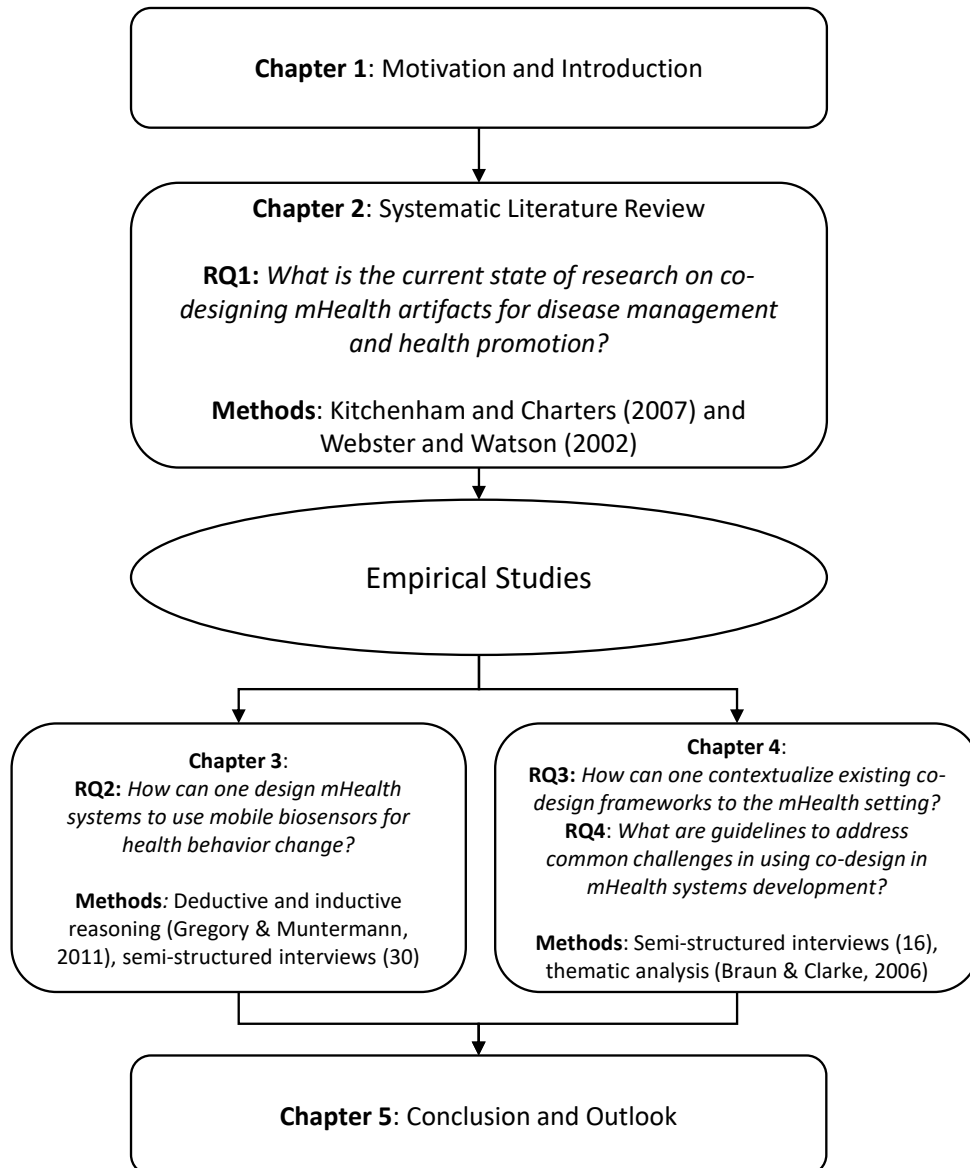 Chapter 1: Motivation and Introduction
Chapter 2: Systematic Literature Review
RQ1: What is the current state of research on co-
designing mHealth artifacts for disease management
and health promotion?
Methods: Kitchenham and Charters (2007) and
Webster and Watson (2002)
Empirical Studies
Chapter 3:
RQ2: How can one design mHealth
systems to use mobile biosensors for
health behavior change?
Methods: Deductive and inductive
reasoning (Gregory & Muntermann,
2011), semi-structured interviews (30)
Chapter 4:
RQ3: How can one contextualize existing co-
design frameworks to the mHealth setting?
RQ4: What are guidelines to address
common challenges in using co-design in
mHealth systems development?
Methods: Semi-structured interviews (16),
thematic analysis (Braun & Clarke, 2006)
Chapter 5: Conclusion and Outlook